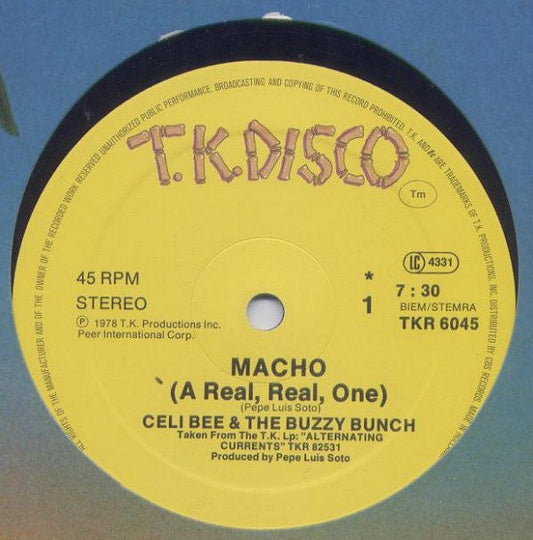 ALL RIGHTS OF THE MANUFACTURER AND OF THE OWNER OF THE RECORDED WORK RESERVED UNAUTHORIZED PUBLIC PERFORMANCE, BROADCASTING AND COPYING OF THIS RECORD PROHIBITED. T.K. AND ARE TRADEMARKS OF T.K. PRODUCTIONS, INC. DISTRIBUTED BY CBS RECORDS. MADE IN
T.K. DISCO
Tm
LC 4331
45 RPM
STEREO
℗ 1978 T.K. Productions Inc.
Peer International Corp.
*
1
7 : 30
BIEM/STEMRA
TKR 6045
MACHO
(A Real, Real, One)
(Pepe Luis Soto)
CELI BEE & THE BUZZY BUNCH
Taken From The T.K. Lp: "ALTERNATING
CURRENTS" TKR 82531
Produced by Pepe Luis Soto